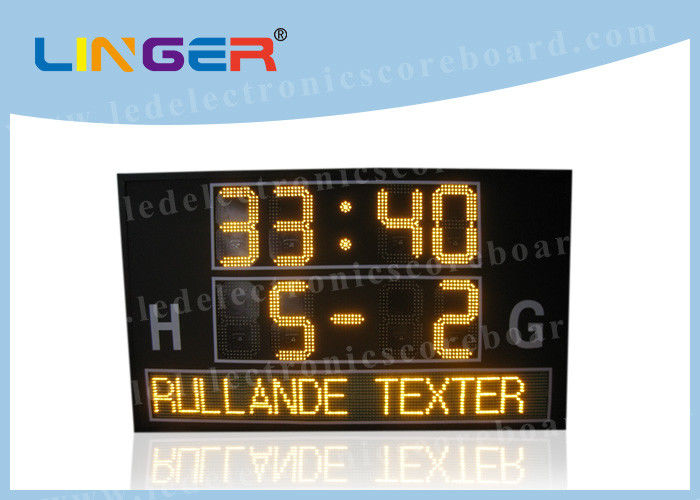 LINGER®
www.ledelectronicscoreboard.com
33:40
H 5-2 G
RULLANDE TEXTER